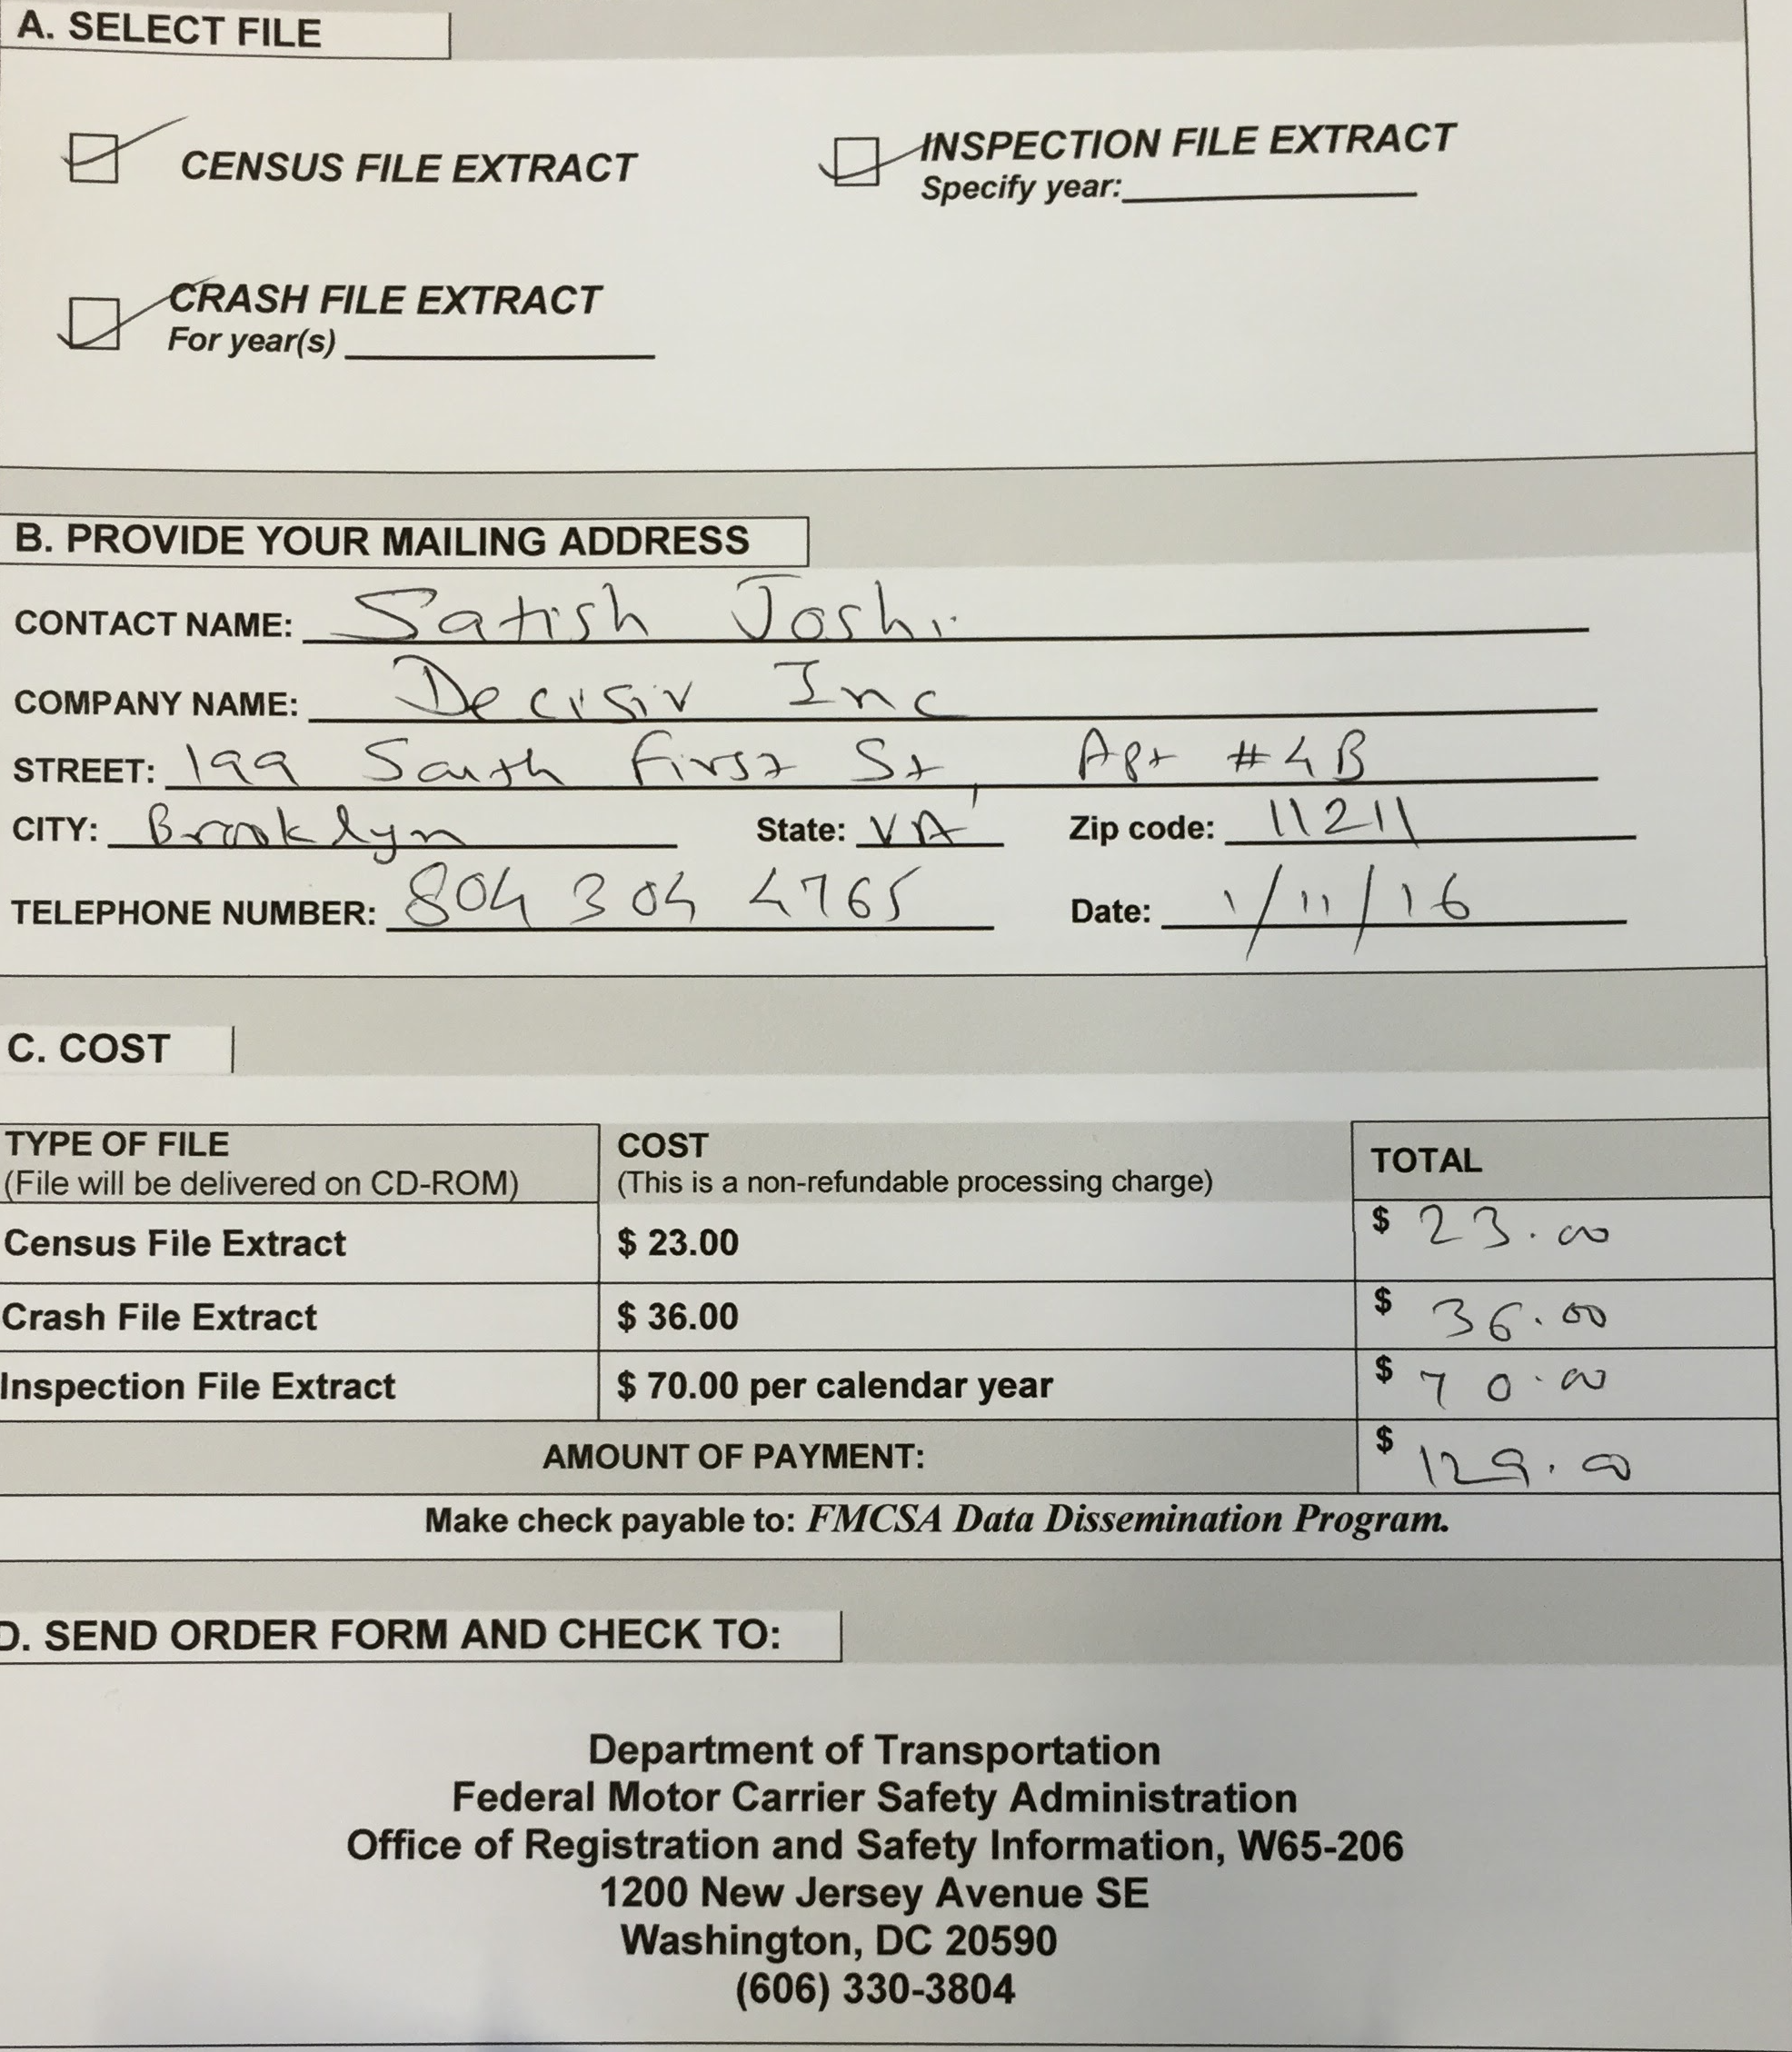 A. SELECT FILE
CENSUS FILE EXTRACT
INSPECTION FILE EXTRACT
Specify year:
CRASH FILE EXTRACT
For year(s)
B. PROVIDE YOUR MAILING ADDRESS
CONTACT NAME: Satish Joshi
COMPANY NAME: Decisiv Inc
STREET: 199 South First St, Apt #4B
CITY: Brooklyn State: VA Zip code: 11211
TELEPHONE NUMBER: 804 304 4765 Date: 1/11/16
C. COST
TYPE OF FILE COST TOTAL
(File will be delivered on CD-ROM) (This is a non-refundable processing charge)
Census File Extract $ 23.00 $ 23.00
Crash File Extract $ 36.00 $ 36.00
Inspection File Extract $ 70.00 per calendar year $ 70.00
AMOUNT OF PAYMENT: $ 129.00
Make check payable to: FMCSA Data Dissemination Program.
D. SEND ORDER FORM AND CHECK TO:
Department of Transportation
Federal Motor Carrier Safety Administration
Office of Registration and Safety Information, W65-206
1200 New Jersey Avenue SE
Washington, DC 20590
(606) 330-3804